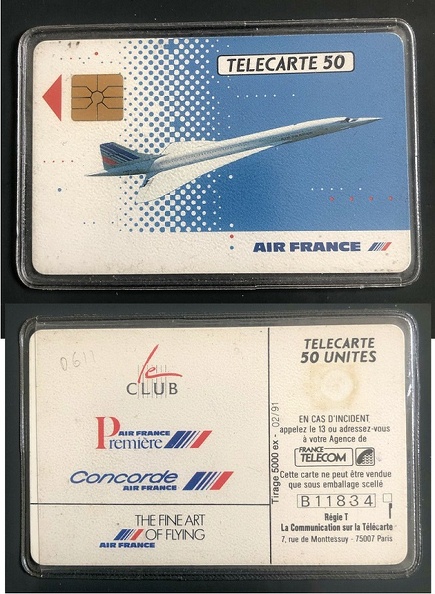 TELECARTE 50
AIR FRANCE
0611
Le
CLUB
AIR FRANCE
Première
Concorde
AIR FRANCE
THE FINE ART
OF FLYING
AIR FRANCE
Tirage 5000 ex - 02/91
TELECARTE
50 UNITES
EN CAS D'INCIDENT
appelez le 13 ou adressez-vous
à votre Agence de
FRANCE
TELECOM
Cette carte ne peut être vendue
que sous emballage scellé
B11834
Régie T
La Communication sur la Télécarte
7, rue de Monttessuy - 75007 Paris